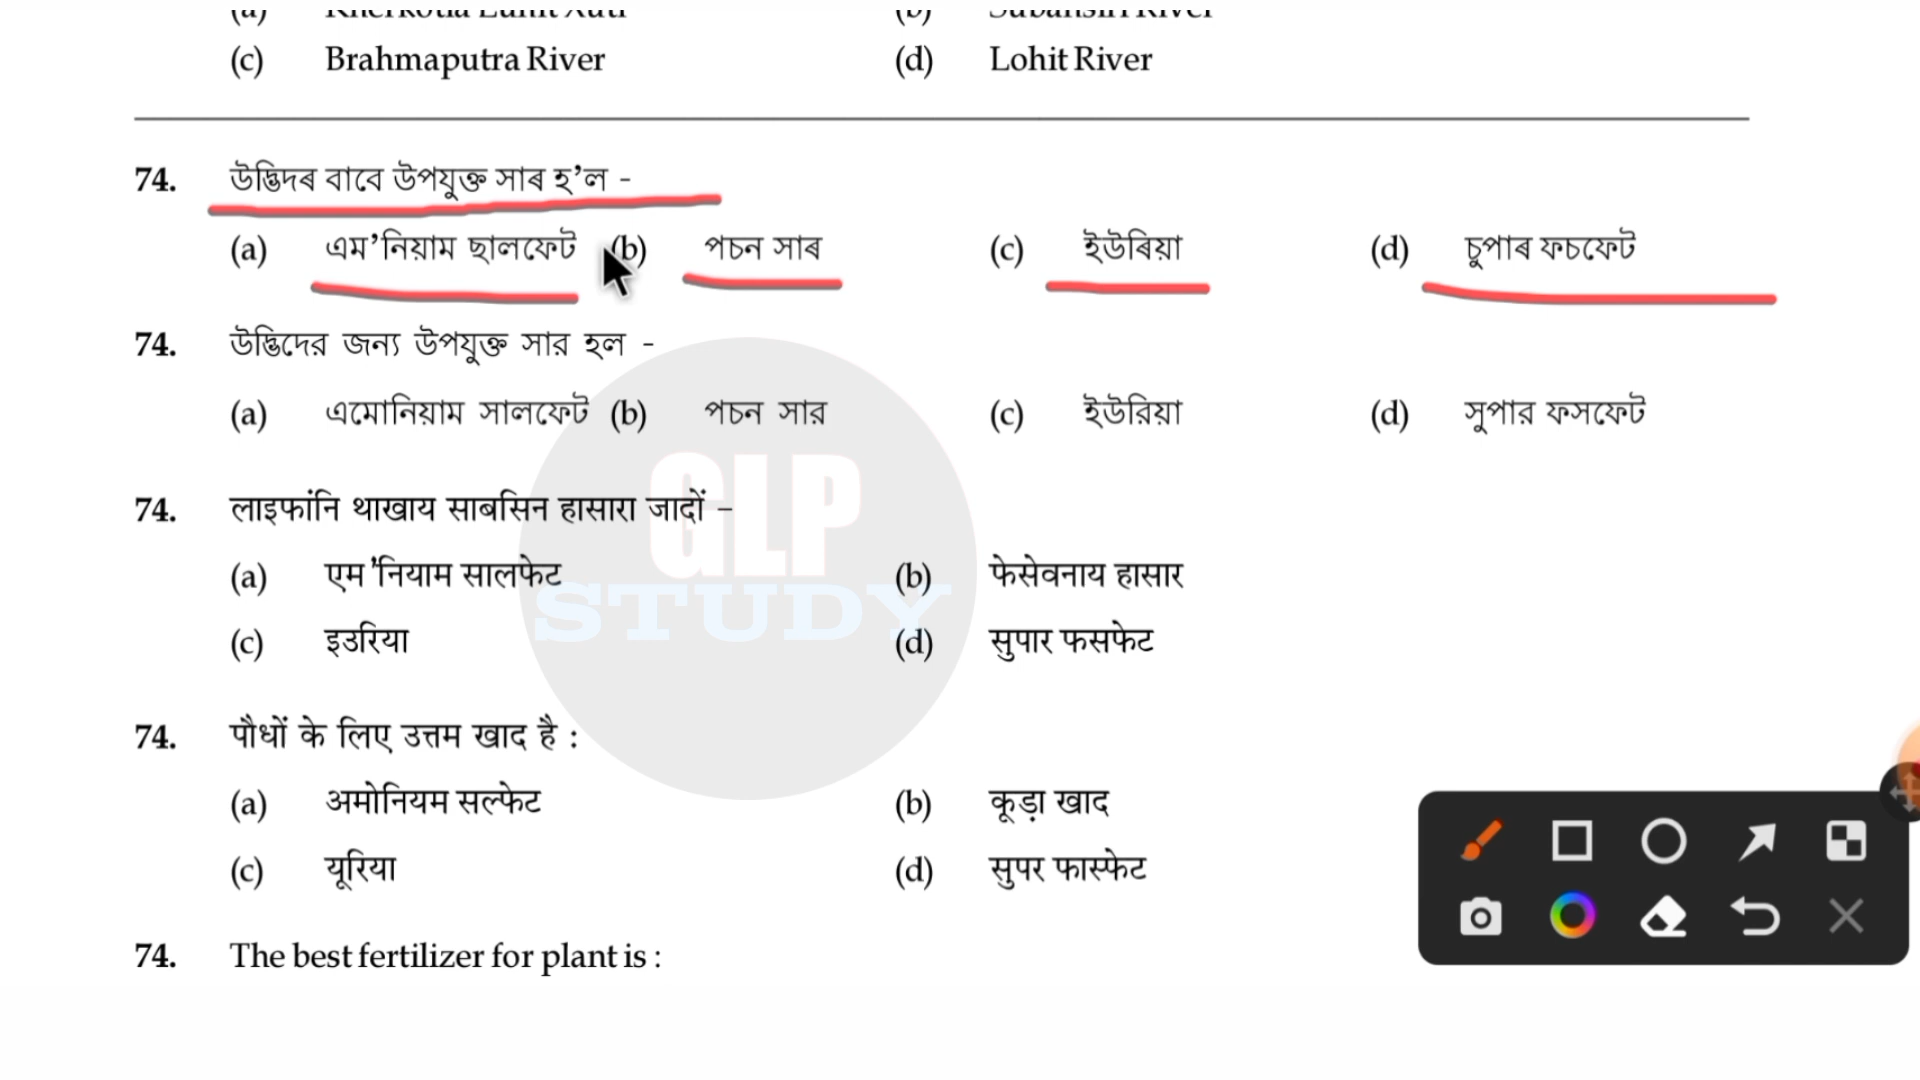 (c) Brahmaputra River (d) Lohit River
74. উদ্ভিদৰ বাবে উপযুক্ত সাৰ হ’ল -
(a) এম’নিয়াম ছালফেট (b) পচন সাৰ (c) ইউৰিয়া (d) চুপাৰ ফচফেট
74. উদ্ভিদের জন্য উপযুক্ত সার হল -
(a) এমোনিয়াম সালফেট (b) পচন সার (c) ইউরিয়া (d) সুপার ফসফেট
74. लाइफांनि थाखाय साबसिन हासारा जादों –
(a) एम’नियाम सालफेट (b) फेसेवनाय हासार
(c) इउरिया (d) सुपार फसफेट
74. पौधों के लिए उत्तम खाद है :
(a) अमोनियम सल्फेट (b) कूड़ा खाद
(c) यूरिया (d) सुपर फास्फेट
74. The best fertilizer for plant is :
GLP
STUDY